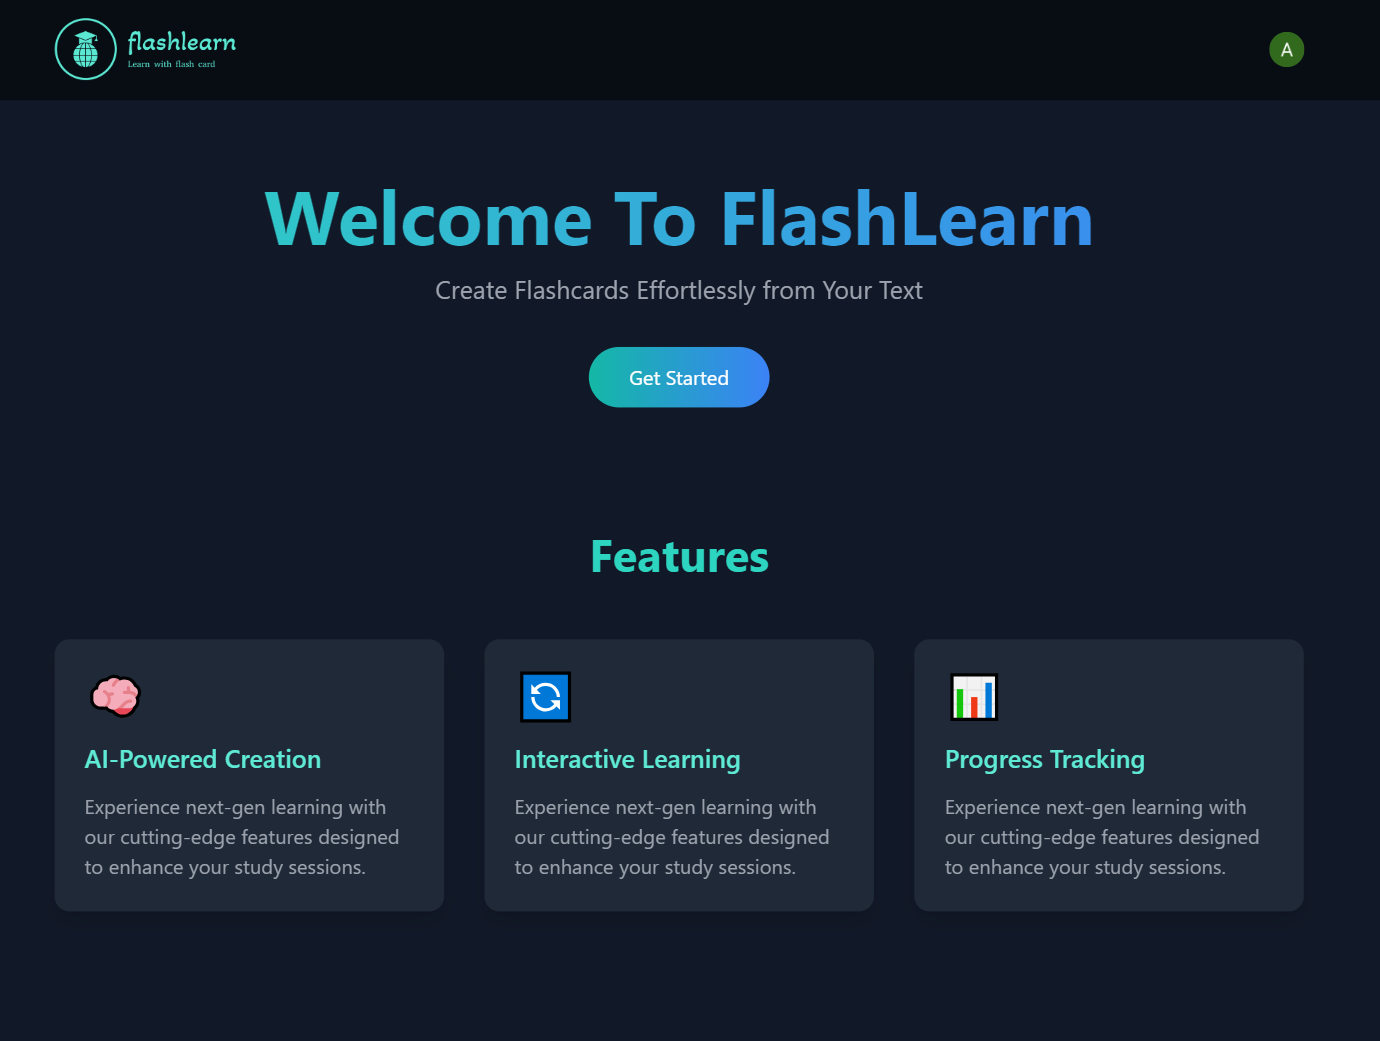 flashlearn
Learn with flash card
A
Welcome To FlashLearn
Create Flashcards Effortlessly from Your Text
Get Started
Features
AI-Powered Creation
Experience next-gen learning with
our cutting-edge features designed
to enhance your study sessions.
Interactive Learning
Experience next-gen learning with
our cutting-edge features designed
to enhance your study sessions.
Progress Tracking
Experience next-gen learning with
our cutting-edge features designed
to enhance your study sessions.